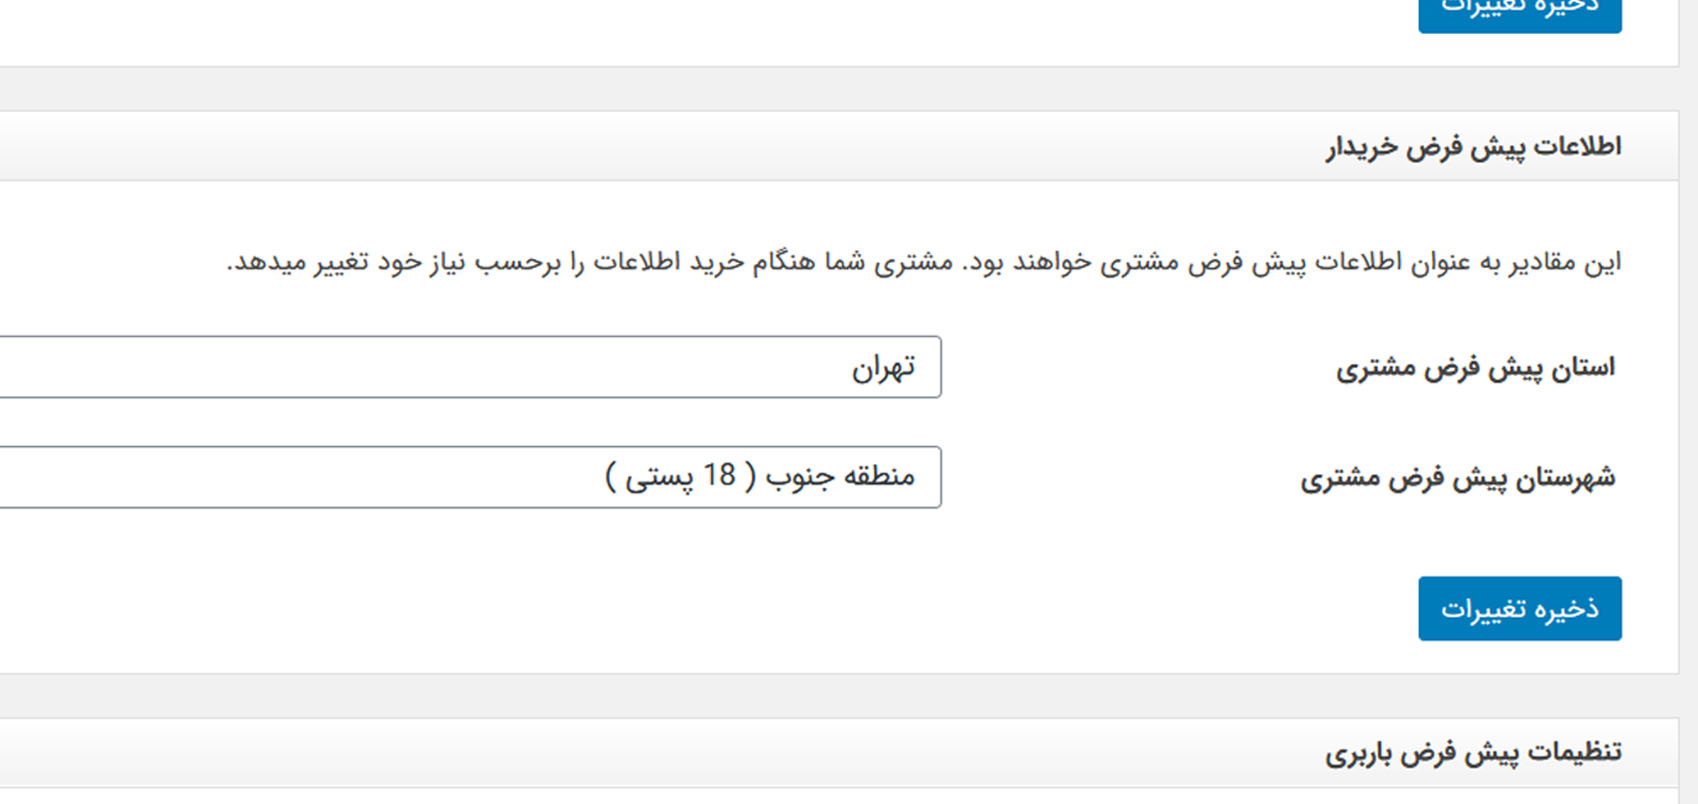 ذخیره تغییرات
اطلاعات پیش فرض خریدار
این مقادیر به عنوان اطلاعات پیش فرض مشتری خواهند بود. مشتری شما هنگام خرید اطلاعات را برحسب نیاز خود تغییر میدهد.
استان پیش فرض مشتری تهران
شهرستان پیش فرض مشتری منطقه جنوب ( 18 پستی )
ذخیره تغییرات
تنظیمات پیش فرض باربری